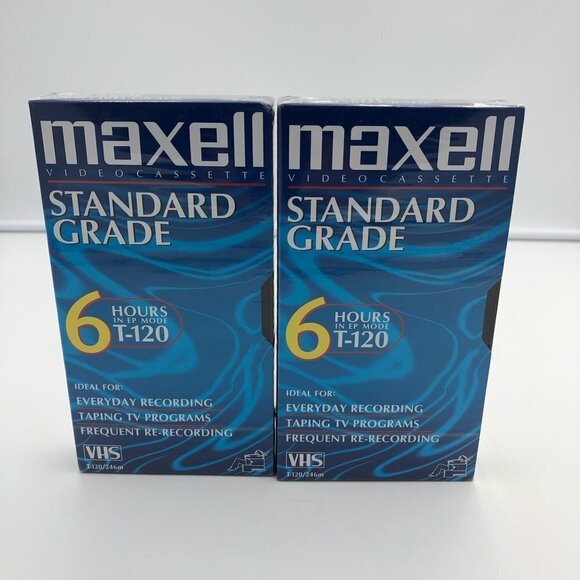 maxell
VIDEOCASSETTE
STANDARD
GRADE
6 HOURS
IN EP MODE
T-120
IDEAL FOR:
EVERYDAY RECORDING
TAPING TV PROGRAMS
FREQUENT RE-RECORDING
VHS
T-120/246m
maxell
VIDEOCASSETTE
STANDARD
GRADE
6 HOURS
IN EP MODE
T-120
IDEAL FOR:
EVERYDAY RECORDING
TAPING TV PROGRAMS
FREQUENT RE-RECORDING
VHS
T-120/246m